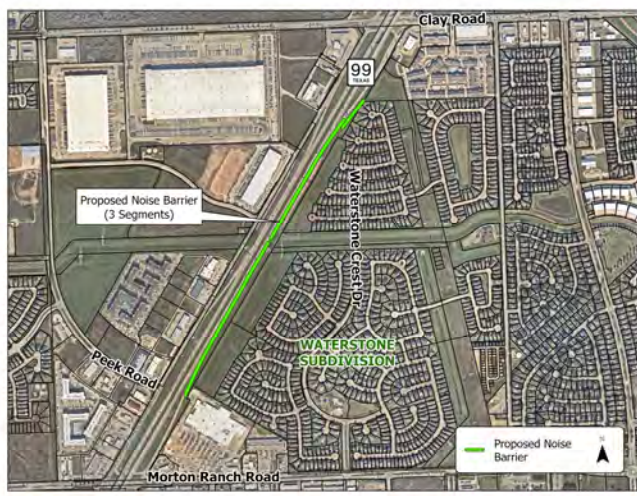 Clay Road
99
TEXAS
Proposed Noise Barrier
(3 Segments)
Waterstone Crest Dr.
WATERSTONE
SUBDIVISION
Peek Road
Morton Ranch Road
Proposed Noise
Barrier
N